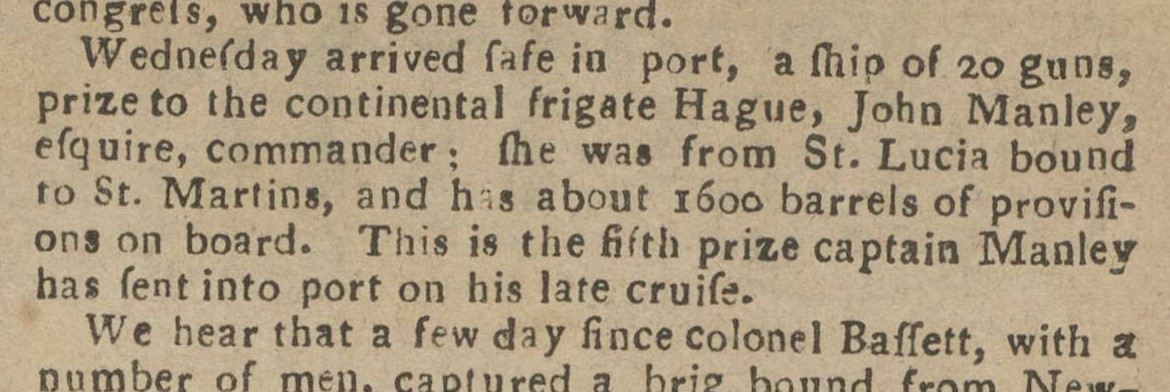 congreſs, who is gone forward.
Wedneſday arrived ſafe in port, a ſhip of 20 guns,
prize to the continental frigate Hague, John Manley,
eſquire, commander; ſhe was from St. Lucia bound
to St. Martins, and has about 1600 barrels of proviſi-
ons on board. This is the fifth prize captain Manley
has ſent into port on his late cruiſe.
We hear that a few day ſince colonel Baſſett, with a
number of men, captured a brig bound from New-